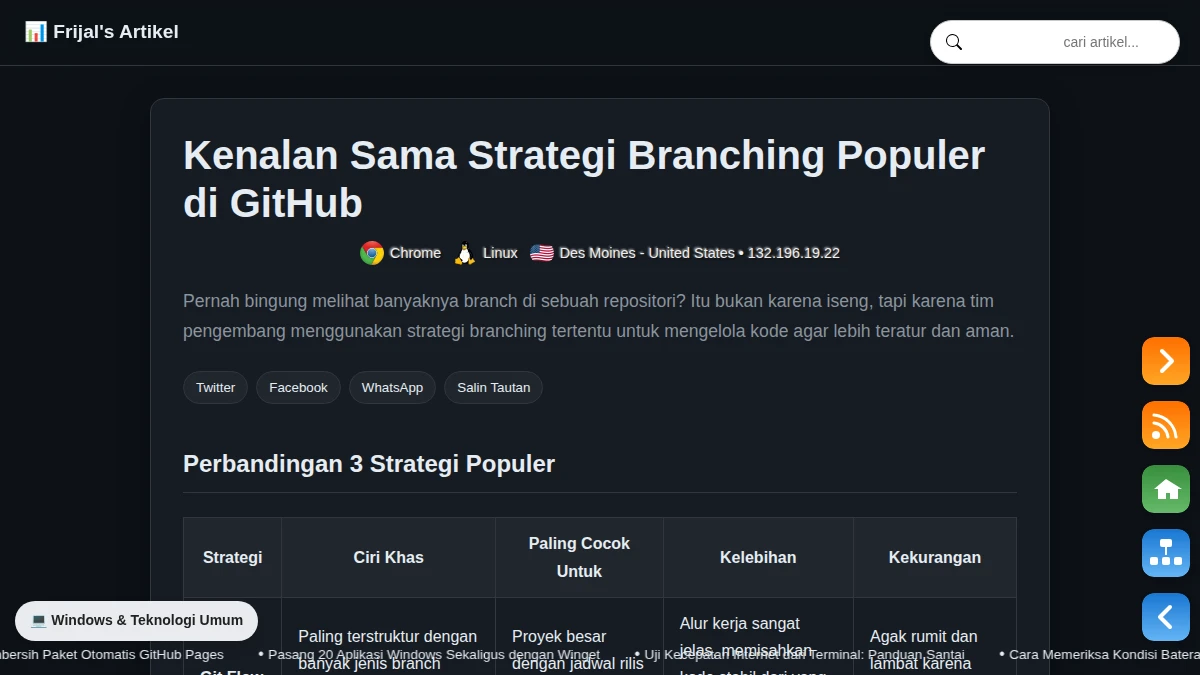 Frijal's Artikel
cari artikel...
Kenalan Sama Strategi Branching Populer
di GitHub
Chrome Linux Des Moines - United States • 132.196.19.22
Pernah bingung melihat banyaknya branch di sebuah repositori? Itu bukan karena iseng, tapi karena tim
pengembang menggunakan strategi branching tertentu untuk mengelola kode agar lebih teratur dan aman.
Twitter Facebook WhatsApp Salin Tautan
Perbandingan 3 Strategi Populer
Strategi
Ciri Khas
Paling Cocok
Untuk
Kelebihan
Kekurangan
Git Flow
Paling terstruktur dengan
banyak jenis branch
Proyek besar
dengan jadwal rilis
Alur kerja sangat
jelas, memisahkan
kode stabil dari yang
Agak rumit dan
lambat karena
💻 Windows & Teknologi Umum
bersih Paket Otomatis GitHub Pages • Pasang 20 Aplikasi Windows Sekaligus dengan Winget • Uji Kecepatan Internet dari Terminal: Panduan Santai • Cara Memeriksa Kondisi Batera